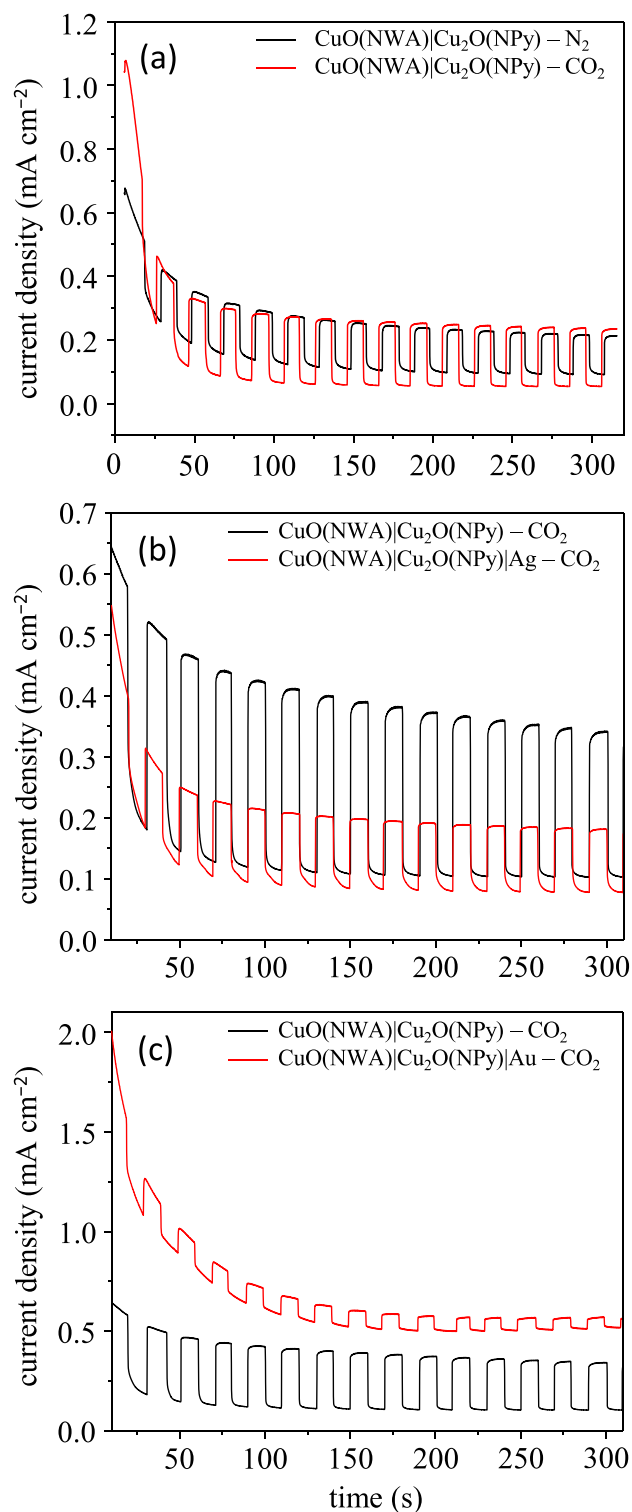 (a)
CuO(NWA)|Cu₂O(NPy) – N₂
CuO(NWA)|Cu₂O(NPy) – CO₂
current density (mA cm⁻²)
1.2
1.0
0.8
0.6
0.4
0.2
0.0
0 50 100 150 200 250 300
(b)
CuO(NWA)|Cu₂O(NPy) – CO₂
CuO(NWA)|Cu₂O(NPy)|Ag – CO₂
current density (mA cm⁻²)
0.7
0.6
0.5
0.4
0.3
0.2
0.1
0.0
50 100 150 200 250 300
(c)
CuO(NWA)|Cu₂O(NPy) – CO₂
CuO(NWA)|Cu₂O(NPy)|Au – CO₂
current density (mA cm⁻²)
2.0
1.5
1.0
0.5
0.0
50 100 150 200 250 300
time (s)